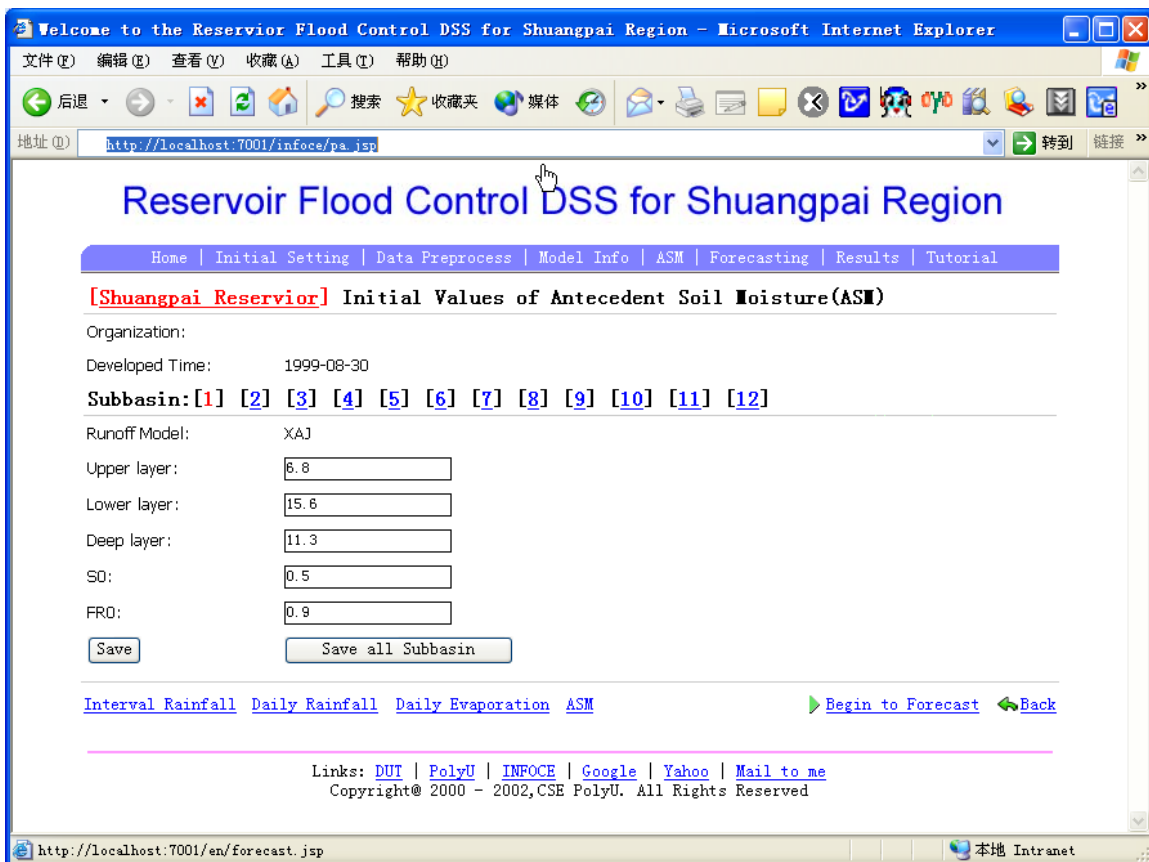 Welcome to the Reservior Flood Control DSS for Shuangpai Region - Microsoft Internet Explorer
文件(F) 编辑(E) 查看(V) 收藏(A) 工具(T) 帮助(H)
后退 搜索 收藏夹 媒体 »
地址(D) http://localhost:7001/infoce/pa.jsp 转到 链接 »
Reservoir Flood Control DSS for Shuangpai Region
Home | Initial Setting | Data Preprocess | Model Info | ASM | Forecasting | Results | Tutorial
[Shuangpai Reservior] Initial Values of Antecedent Soil Moisture(ASM)
Organization:
Developed Time: 1999-08-30
Subbasin:[1] [2] [3] [4] [5] [6] [7] [8] [9] [10] [11] [12]
Runoff Model: XAJ
Upper layer: 6.8
Lower layer: 15.6
Deep layer: 11.3
S0: 0.5
FR0: 0.9
Save Save all Subbasin
Interval Rainfall Daily Rainfall Daily Evaporation ASM Begin to Forecast Back
Links: DUT | PolyU | INFOCE | Google | Yahoo | Mail to me
Copyright@ 2000 - 2002,CSE PolyU. All Rights Reserved
http://localhost:7001/en/forecast.jsp 本地 Intranet